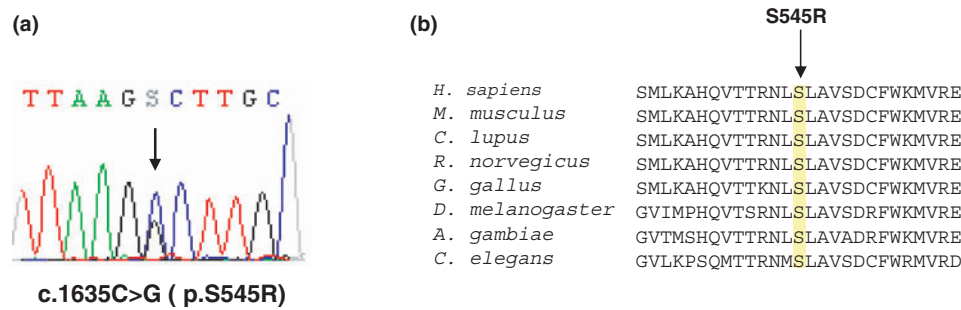 (a)
T T A A G S C T T G C
c.1635C>G ( p.S545R)
(b)
S545R
H. sapiens SMLKAHQVTTRNLSLAVSDCFWKMVRE
M. musculus SMLKAHQVTTRNLSLAVSDCFWKMVRE
C. lupus SMLKAHQVTTRNLSLAVSDCFWKMVRE
R. norvegicus SMLKAHQVTTRNLSLAVSDCFWKMVRE
G. gallus SMLKAHQVTTKNLSLAVSDCFWKMVRE
D. melanogaster GVIMPHQVTSRNLSLAVSDRFWKMVRE
A. gambiae GVTMSHQVTTRNLSLAVADRFWKMVRE
C. elegans GVLKPSQMTTRNMSLAVSDCFWRMVRD